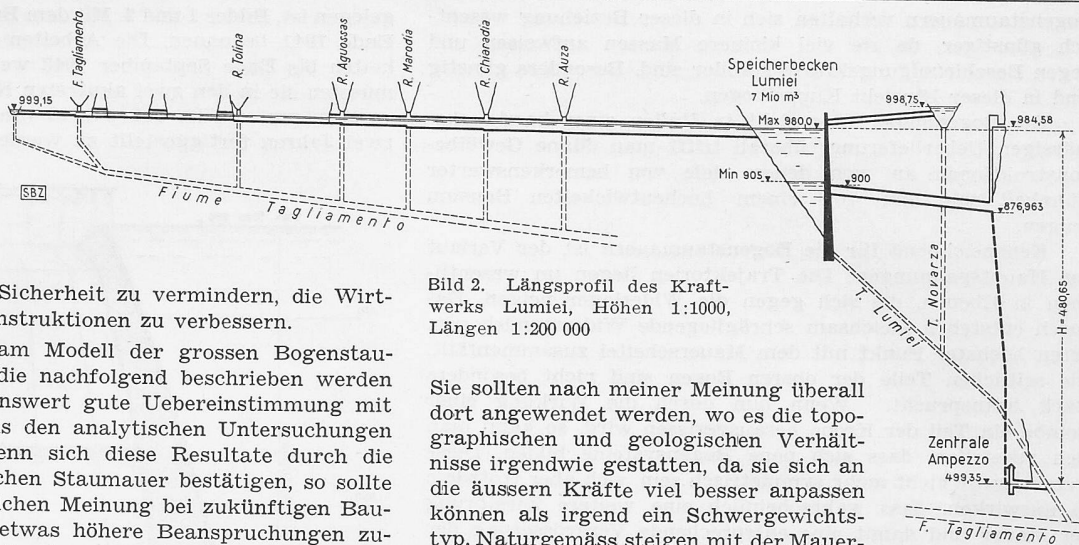 F. Tagliamento
R. Tolna
R. Agouossas
R. Marodia
R. Chiaradia
R. Auza
Speicherbecken
Lumiei
7 Mio m³
999,15
Max 980,0
998,75
984,58
Min 905
900
876,963
SBZ
Fiume Tagliamento
F. Lumiei
Novarza
H = 480,65
Zentrale
Ampezzo
499,35
F. Tagliamento
Sicherheit zu vermindern, die Wirt-
nstruktionen zu verbessern.
am Modell der grossen Bogenstau-
die nachfolgend beschrieben werden
nswert gute Uebereinstimmung mit
s den analytischen Untersuchungen
enn sich diese Resultate durch die
chen Staumauer bestätigen, so sollte
ichen Meinung bei zukünftigen Bau-
etwas höhere Beanspruchungen zu-
Bild 2. Längsprofil des Kraft-
werks Lumiei, Höhen 1:1000,
Längen 1:200 000
Sie sollten nach meiner Meinung überall
dort angewendet werden, wo es die topo-
graphischen und geologischen Verhält-
nisse irgendwie gestatten, da sie sich an
die äussern Kräfte viel besser anpassen
können als irgend ein Schwergewichts-
typ. Naturgemäss steigen mit der Mauer-